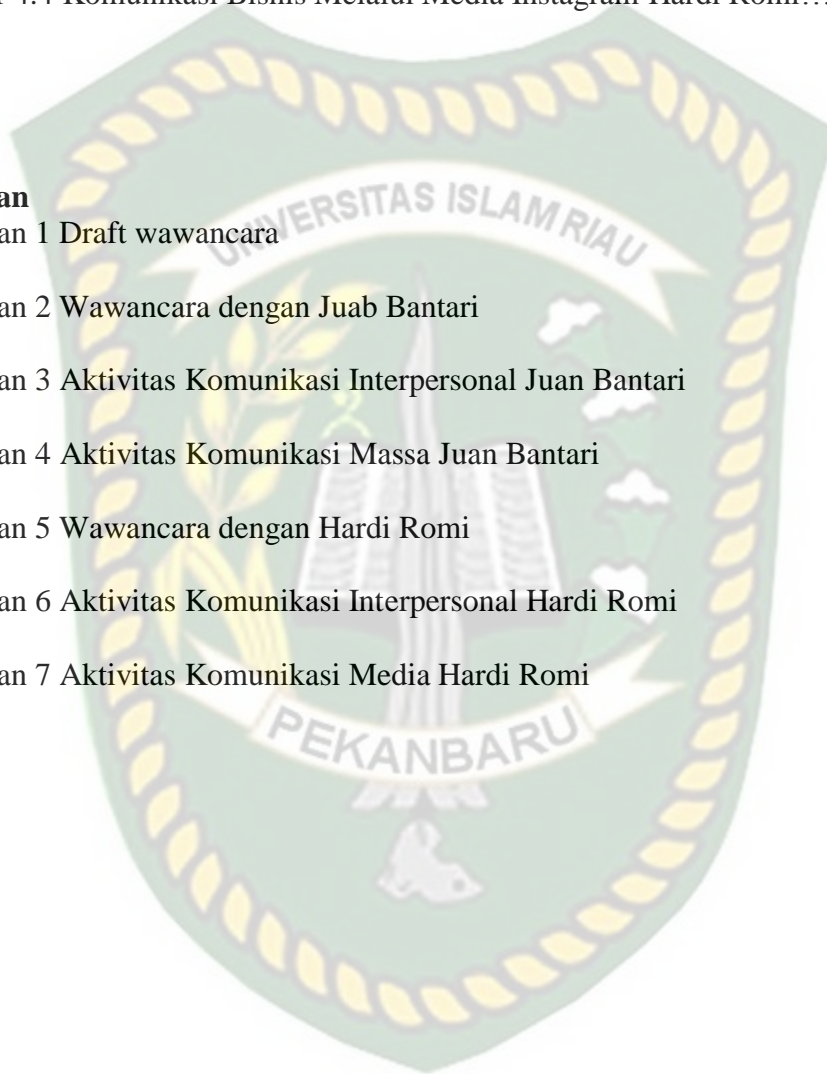 4.4 Komunikasi Bisnis Melalui Media Instagram Hardi Romi…
an
an 1 Draft wawancara
an 2 Wawancara dengan Juab Bantari
an 3 Aktivitas Komunikasi Interpersonal Juan Bantari
an 4 Aktivitas Komunikasi Massa Juan Bantari
an 5 Wawancara dengan Hardi Romi
an 6 Aktivitas Komunikasi Interpersonal Hardi Romi
an 7 Aktivitas Komunikasi Media Hardi Romi
UNIVERSITAS ISLAM RIAU
PEKANBARU